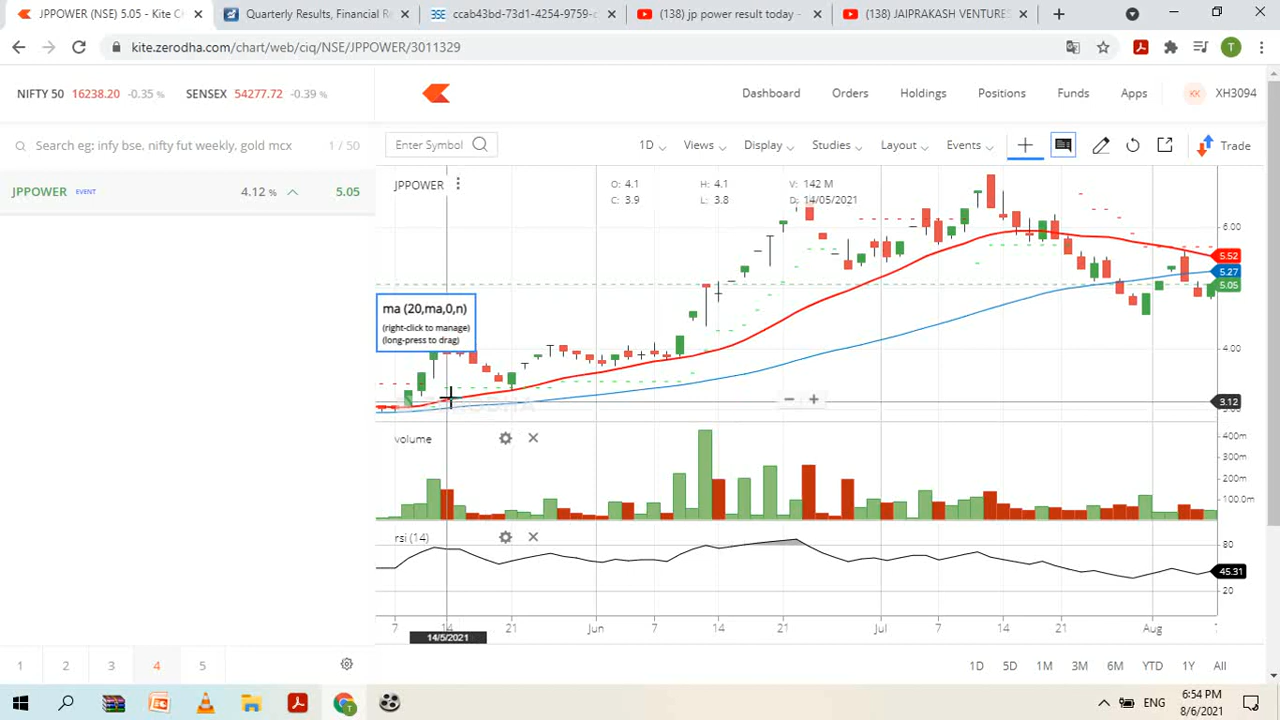 JPPOWER (NSE) 5.05 - Kite C
Quarterly Results, Financial R
3SE ccab43bd-73d1-4254-9759-c
(138) jp power result today -
(138) JAIPRAKASH VENTURES
kite.zerodha.com/chart/web/ciq/NSE/JPPOWER/3011329
T
NIFTY 50 16238.20 -0.35 % SENSEX 54277.72 -0.39 %
Dashboard Orders Holdings Positions Funds Apps KK XH3094
Search eg: infy bse, nifty fut weekly, gold mcx 1 / 5
Enter Symbol 1D Views Display Studies Layout Events Trade
JPPOWER EVENT 4.12 % 5.05
JPPOWER
O: 4.1 H: 4.1 V: 142 M
C: 3.9 L: 3.8 D: 14/05/2021
6.00
5.52
5.27
5.05
ma (20,ma,0,n)
(right-click to manage)
(long-press to drag)
4.00
ZERODHA
3.12
volume
400m
300m
200m
100.0m
rsi (14)
80
45.31
20
7 14 21 Jun 7 14 21 Jul 7 14 21 Aug
14/5/2021
1 2 3 4 5
1D 5D 1M 3M 6M YTD 1Y All
ENG
6:54 PM
8/6/2021